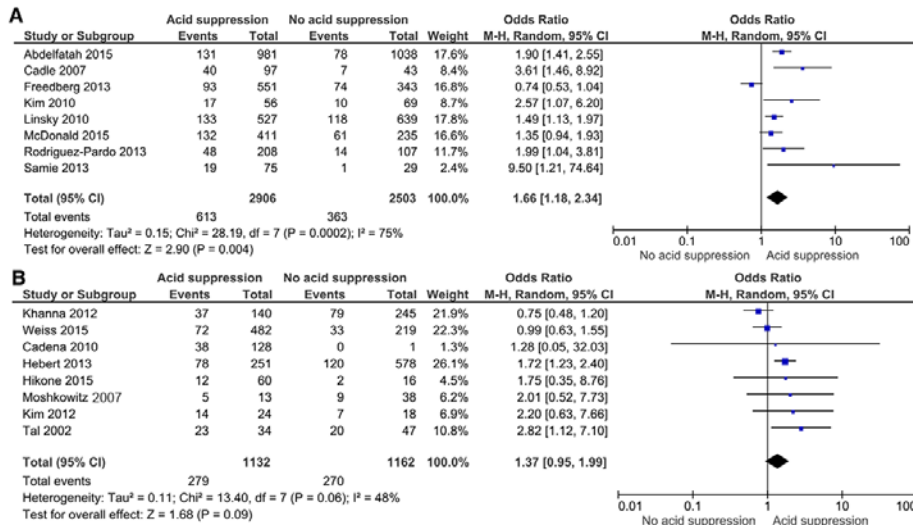 A
Acid suppression No acid suppression Odds Ratio Odds Ratio
Study or Subgroup Events Total Events Total Weight M-H, Random, 95% CI M-H, Random, 95% CI
Abdelfatah 2015 131 981 78 1038 17.6% 1.90 [1.41, 2.55]
Cadle 2007 40 97 7 43 8.4% 3.61 [1.46, 8.92]
Freedberg 2013 93 551 74 343 16.8% 0.74 [0.53, 1.04]
Kim 2010 17 56 10 69 8.7% 2.57 [1.07, 6.20]
Linsky 2010 133 527 118 639 17.8% 1.49 [1.13, 1.97]
McDonald 2015 132 411 61 235 16.6% 1.35 [0.94, 1.93]
Rodriguez-Pardo 2013 48 208 14 107 11.7% 1.99 [1.04, 3.81]
Samie 2013 19 75 1 29 2.4% 9.50 [1.21, 74.64]
Total (95% CI) 2906 2503 100.0% 1.66 [1.18, 2.34]
Total events 613 363
Heterogeneity: Tau² = 0.15; Chi² = 28.19, df = 7 (P = 0.0002); I² = 75%
Test for overall effect: Z = 2.90 (P = 0.004)
0.01 0.1 1 10 100
No acid suppression Acid suppression
B
Acid suppression No acid suppression Odds Ratio Odds Ratio
Study or Subgroup Events Total Events Total Weight M-H, Random, 95% CI M-H, Random, 95% CI
Khanna 2012 37 140 79 245 21.9% 0.75 [0.48, 1.20]
Weiss 2015 72 482 33 219 22.3% 0.99 [0.63, 1.55]
Cadena 2010 38 128 0 1 1.3% 1.28 [0.05, 32.03]
Hebert 2013 78 251 120 578 26.1% 1.72 [1.23, 2.40]
Hikone 2015 12 60 2 16 4.5% 1.75 [0.35, 8.76]
Moshkowitz 2007 5 13 9 38 6.2% 2.01 [0.52, 7.73]
Kim 2012 14 24 7 18 6.9% 2.20 [0.63, 7.66]
Tal 2002 23 34 20 47 10.8% 2.82 [1.12, 7.10]
Total (95% CI) 1132 1162 100.0% 1.37 [0.95, 1.99]
Total events 279 270
Heterogeneity: Tau² = 0.11; Chi² = 13.40, df = 7 (P = 0.06); I² = 48%
Test for overall effect: Z = 1.68 (P = 0.09)
0.01 0.1 1 10 100
No acid suppression Acid suppression